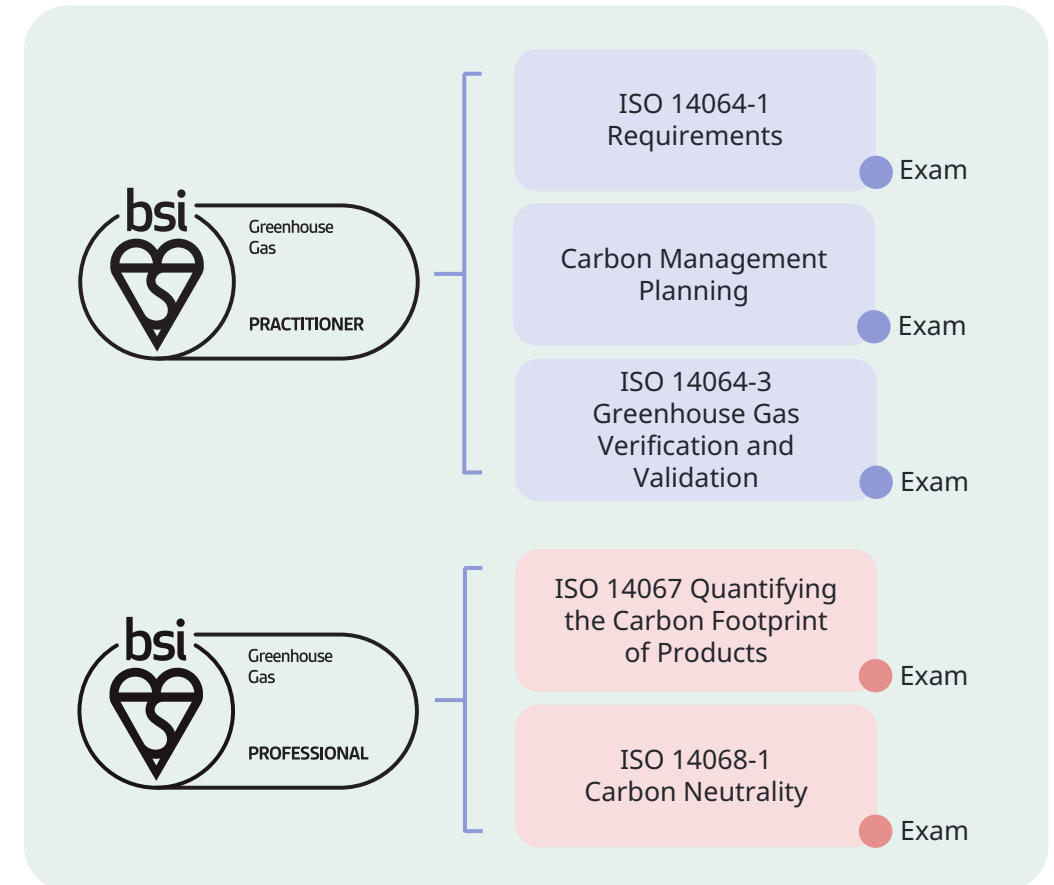 bsi
Greenhouse
Gas
PRACTITIONER
ISO 14064-1
Requirements
Exam
Carbon Management
Planning
Exam
ISO 14064-3
Greenhouse Gas
Verification and
Validation
Exam
bsi
Greenhouse
Gas
PROFESSIONAL
ISO 14067 Quantifying
the Carbon Footprint
of Products
Exam
ISO 14068-1
Carbon Neutrality
Exam